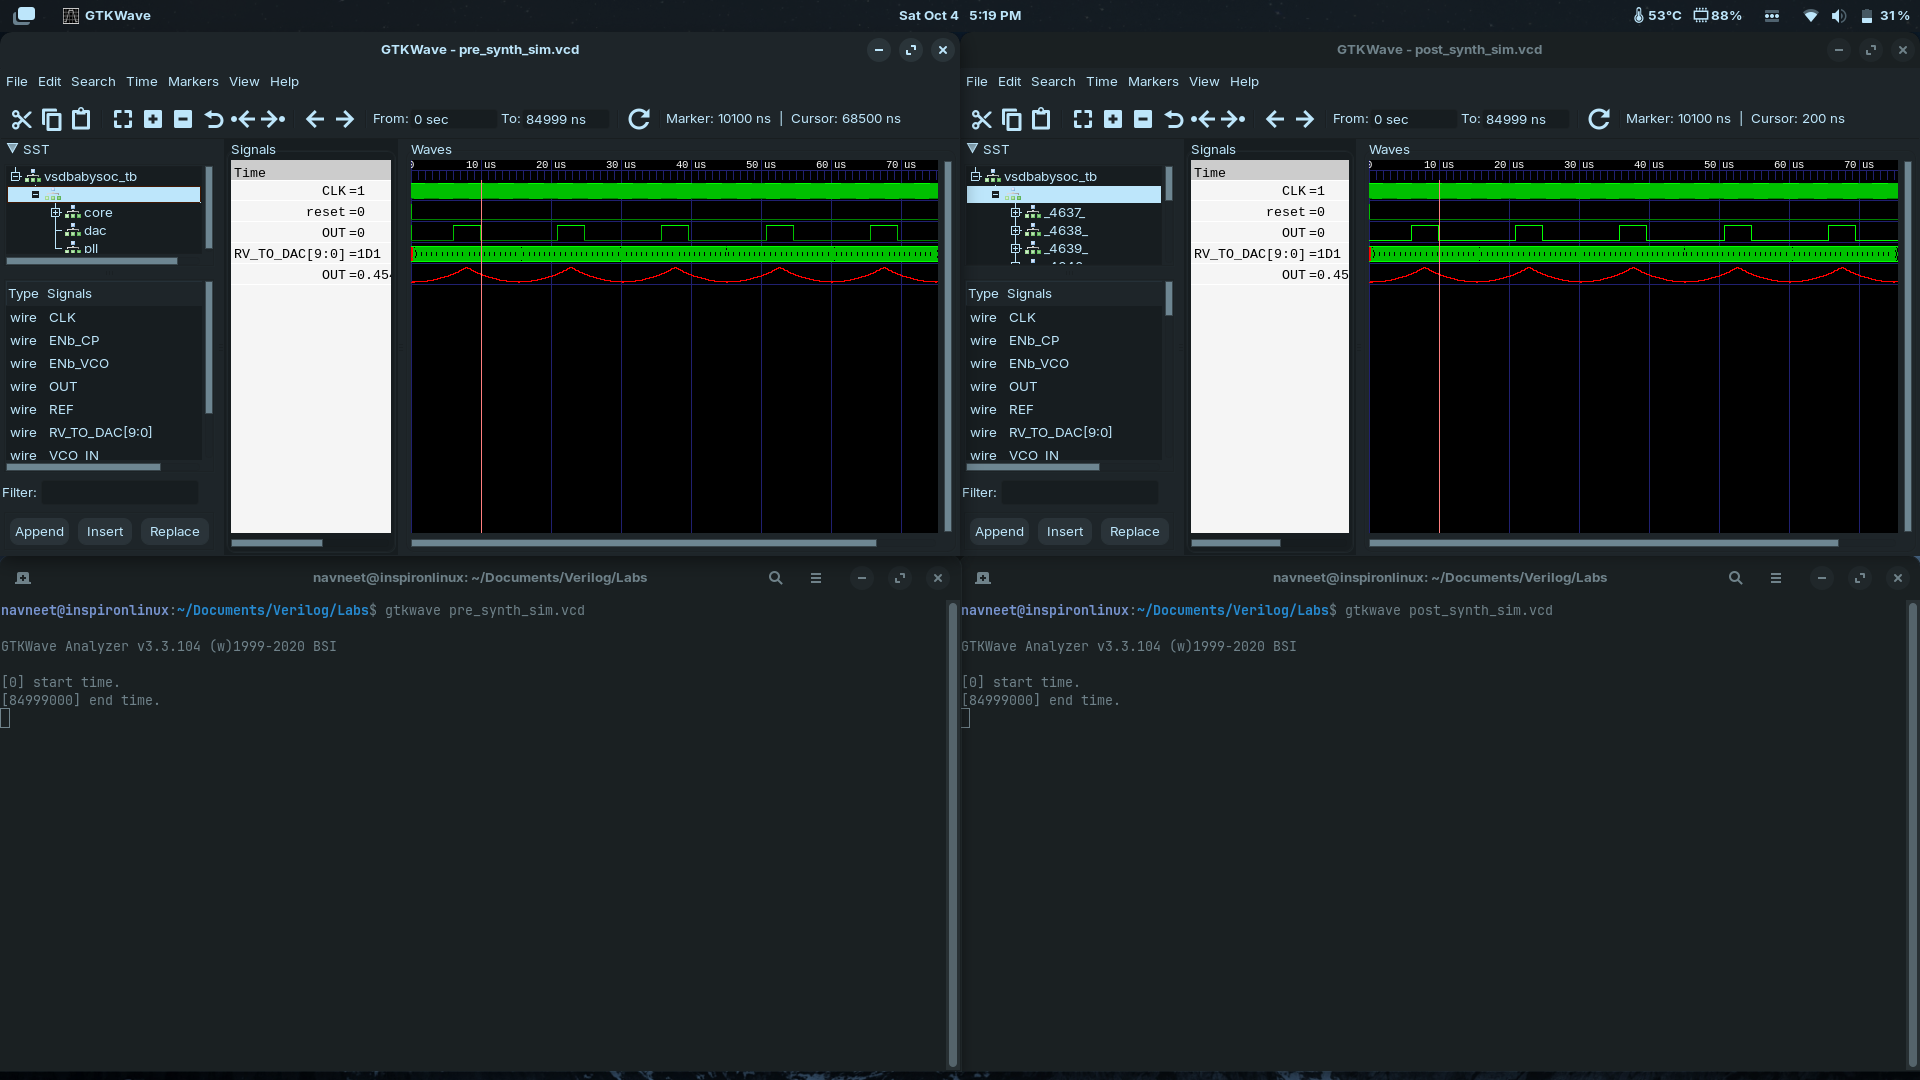 GTKWave
Sat Oct 4 5:19 PM
53°C 88% 31%
GTKWave - pre_synth_sim.vcd
File Edit Search Time Markers View Help
From: 0 sec To: 84999 ns Marker: 10100 ns | Cursor: 68500 ns
SST
vsdbabysoc_tb
core
dac
pll
Type Signals
wire CLK
wire ENb_CP
wire ENb_VCO
wire OUT
wire REF
wire RV_TO_DAC[9:0]
wire VCO_IN
Filter:
Append Insert Replace
Signals
Time
CLK=1
reset=0
OUT=0
RV_TO_DAC[9:0]=1D1
OUT=0.454
Waves
0 10 us 20 us 30 us 40 us 50 us 60 us 70 us
GTKWave - post_synth_sim.vcd
File Edit Search Time Markers View Help
From: 0 sec To: 84999 ns Marker: 10100 ns | Cursor: 200 ns
SST
vsdbabysoc_tb
_4637_
_4638_
_4639_
Type Signals
wire CLK
wire ENb_CP
wire ENb_VCO
wire OUT
wire REF
wire RV_TO_DAC[9:0]
wire VCO_IN
Filter:
Append Insert Replace
Signals
Time
CLK=1
reset=0
OUT=0
RV_TO_DAC[9:0]=1D1
OUT=0.45
Waves
0 10 us 20 us 30 us 40 us 50 us 60 us 70 us
navneet@inspironlinux: ~/Documents/Verilog/Labs
navneet@inspironlinux:~/Documents/Verilog/Labs$ gtkwave pre_synth_sim.vcd
GTKWave Analyzer v3.3.104 (w)1999-2020 BSI
[0] start time.
[84999000] end time.
navneet@inspironlinux: ~/Documents/Verilog/Labs
navneet@inspironlinux:~/Documents/Verilog/Labs$ gtkwave post_synth_sim.vcd
GTKWave Analyzer v3.3.104 (w)1999-2020 BSI
[0] start time.
[84999000] end time.